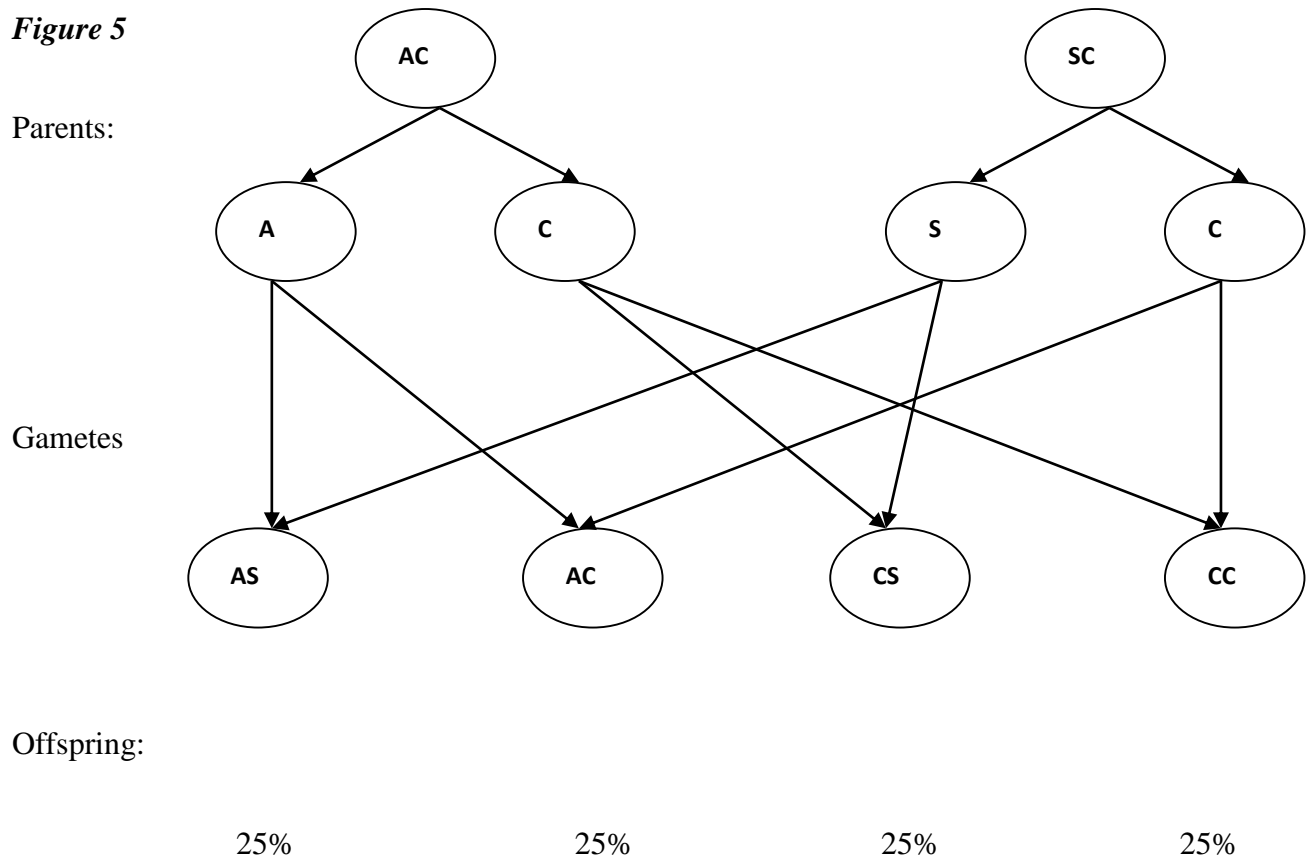 Figure 5
AC SC
Parents:
A C S C
Gametes
AS AC CS CC
Offspring:
25% 25% 25% 25%